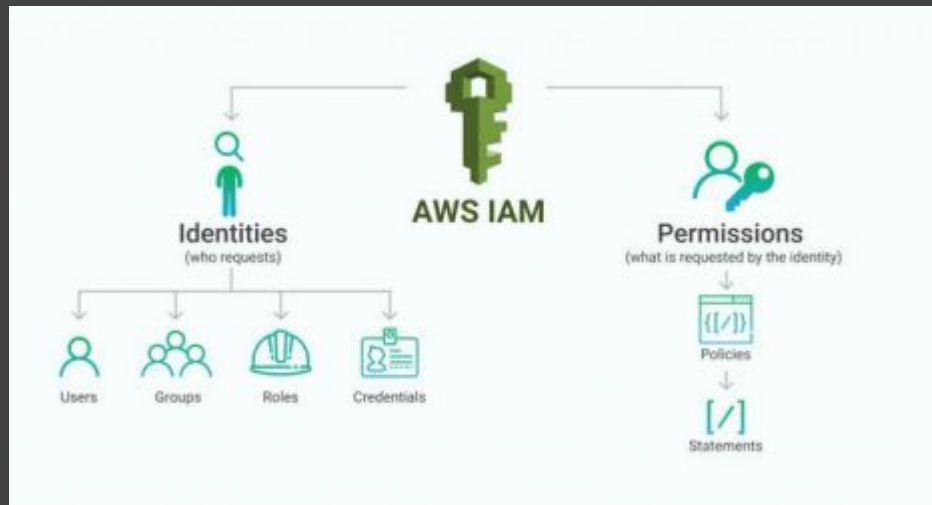 AWS IAM
Identities
(who requests)
Users
Groups
Roles
Credentials
Permissions
(what is requested by the identity)
{[/]}
Policies
[/]
Statements